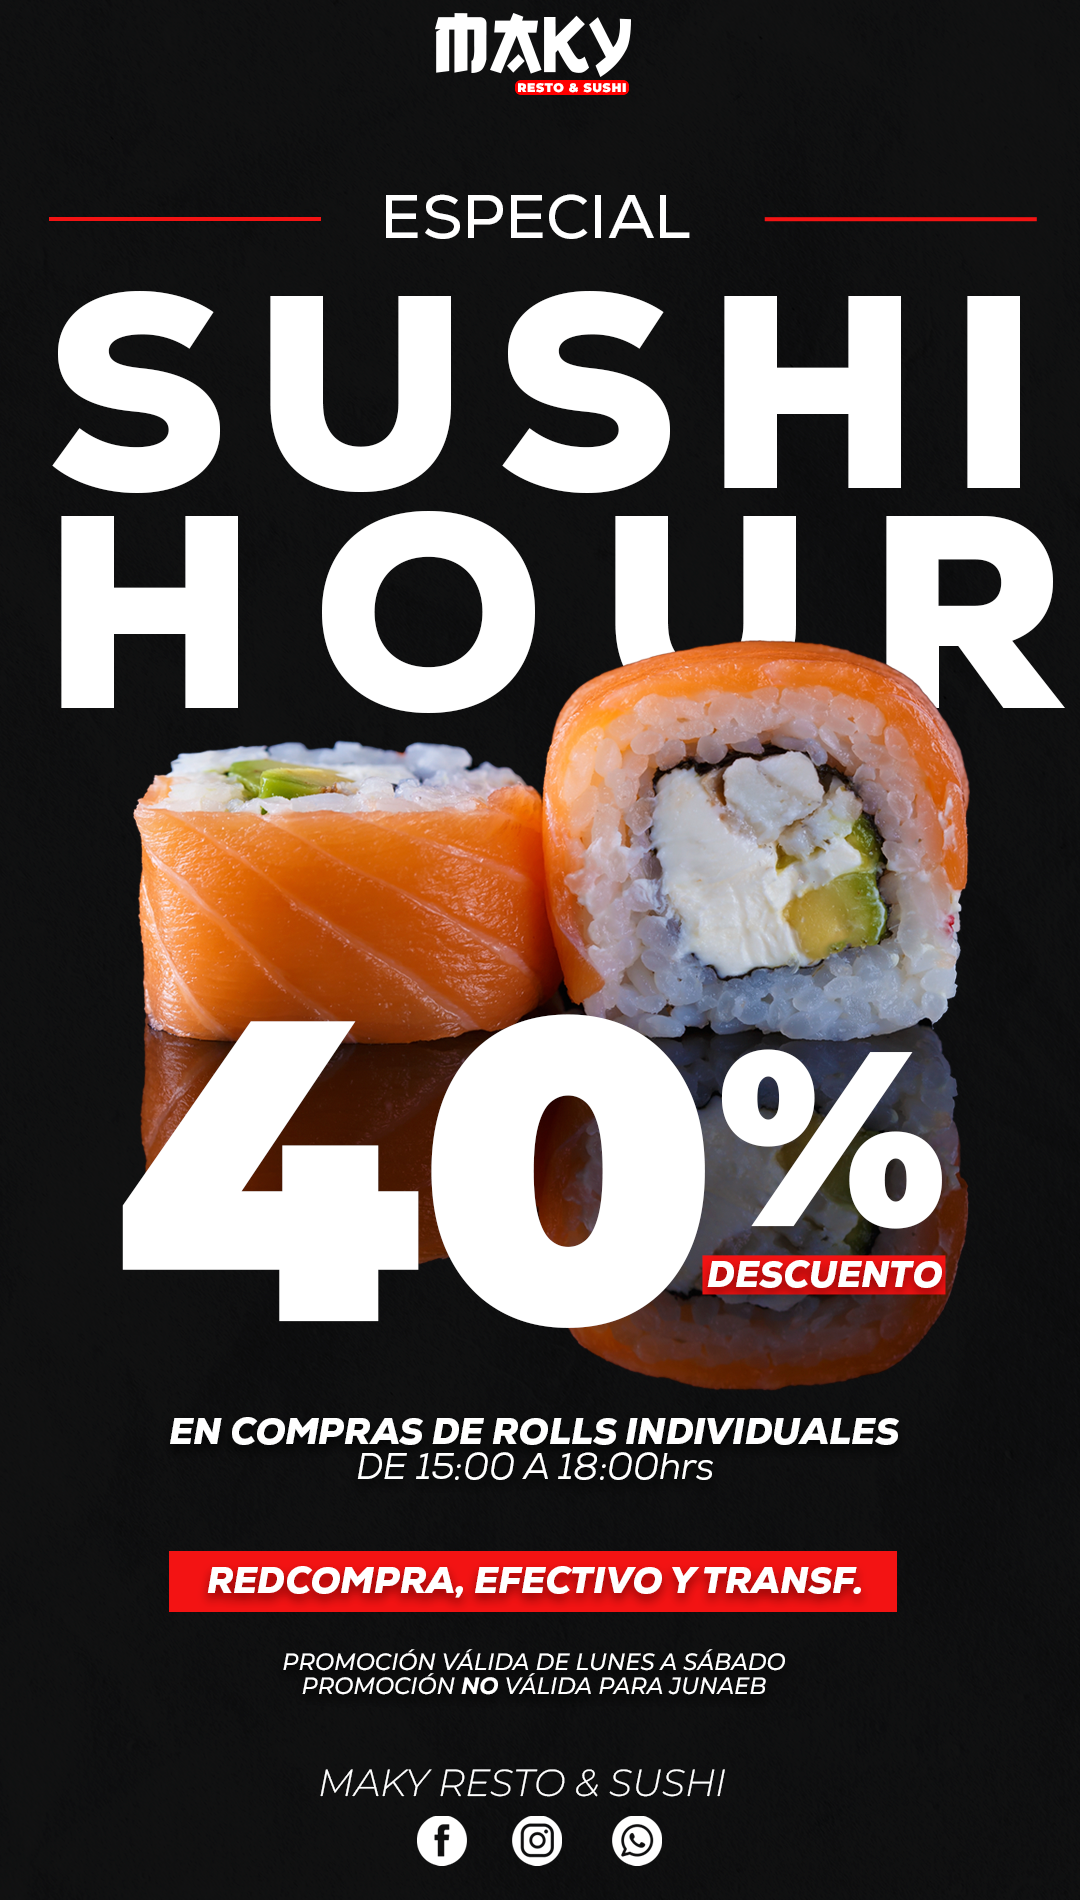 MAKY
RESTO & SUSHI
ESPECIAL
SUSHI
HOUR
40%
DESCUENTO
EN COMPRAS DE ROLLS INDIVIDUALES
DE 15:00 A 18:00hrs
REDCOMPRA, EFECTIVO Y TRANSF.
PROMOCIÓN VÁLIDA DE LUNES A SÁBADO
PROMOCIÓN NO VÁLIDA PARA JUNAEB
MAKY RESTO & SUSHI